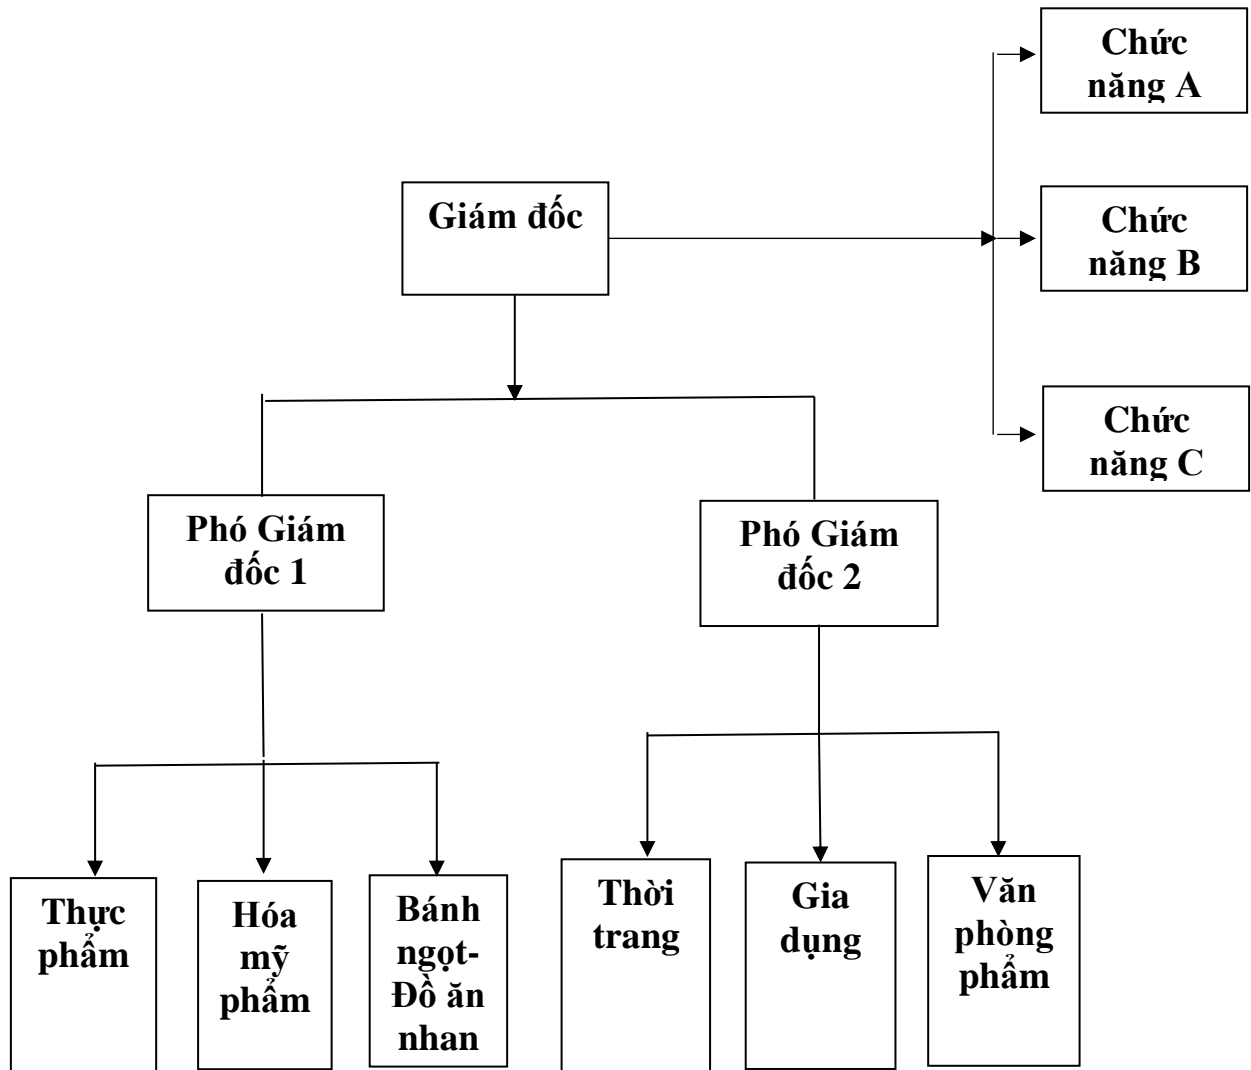 Chức
năng A
Giám đốc
Chức
năng B
Chức
năng C
Phó Giám
đốc 1
Phó Giám
đốc 2
Thực
phẩm
Hóa
mỹ
phẩm
Bánh
ngọt-
Đồ ăn
nhan
Thời
trang
Gia
dụng
Văn
phòng
phẩm